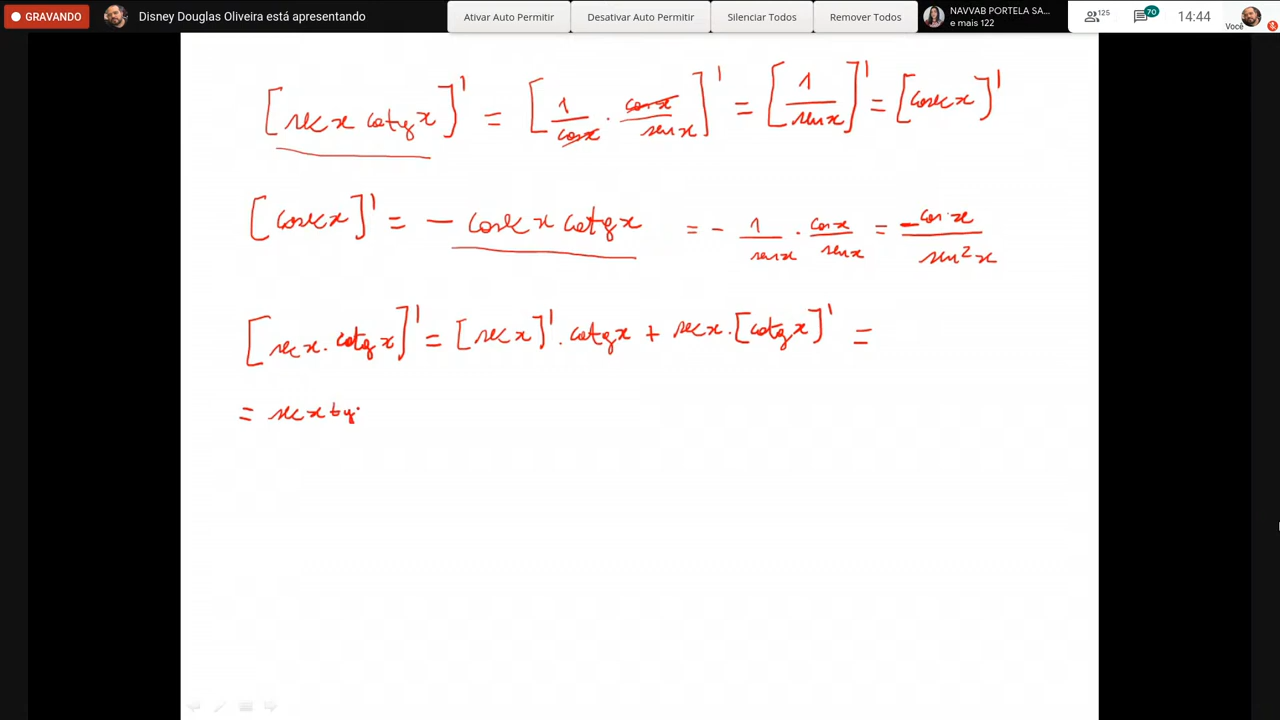 GRAVANDO Disney Douglas Oliveira está apresentando Ativar Auto Permitir Desativar Auto Permitir Silenciar Todos Remover Todos NAVVAB PORTELA SA... e mais 122 125 70 14:44 Você
[sec x cotg x]' = [1/cos x · cos x/sen x]' = [1/sen x]' = [cosec x]'
[cosec x]' = - cosec x cotg x = - 1/sen x · cos x/sen x = -cos x/sen² x
[sec x · cotg x]' = [sec x]' · cotg x + sec x · [cotg x]' =
= sec x tg